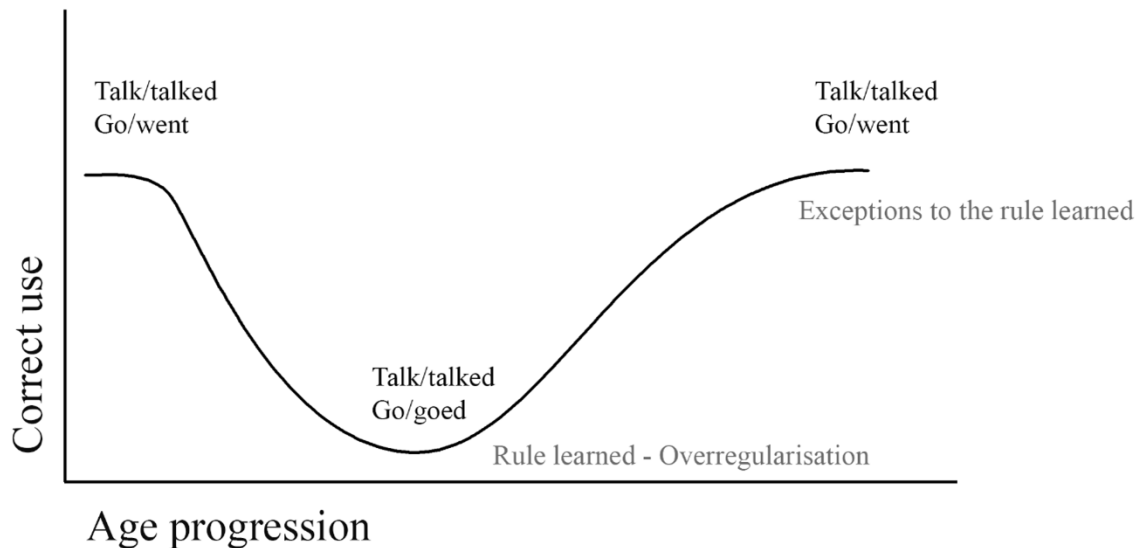 Talk/talked
Go/went
Talk/talked
Go/went
Exceptions to the rule learned
Correct use
Talk/talked
Go/goed
Rule learned - Overregularisation
Age progression